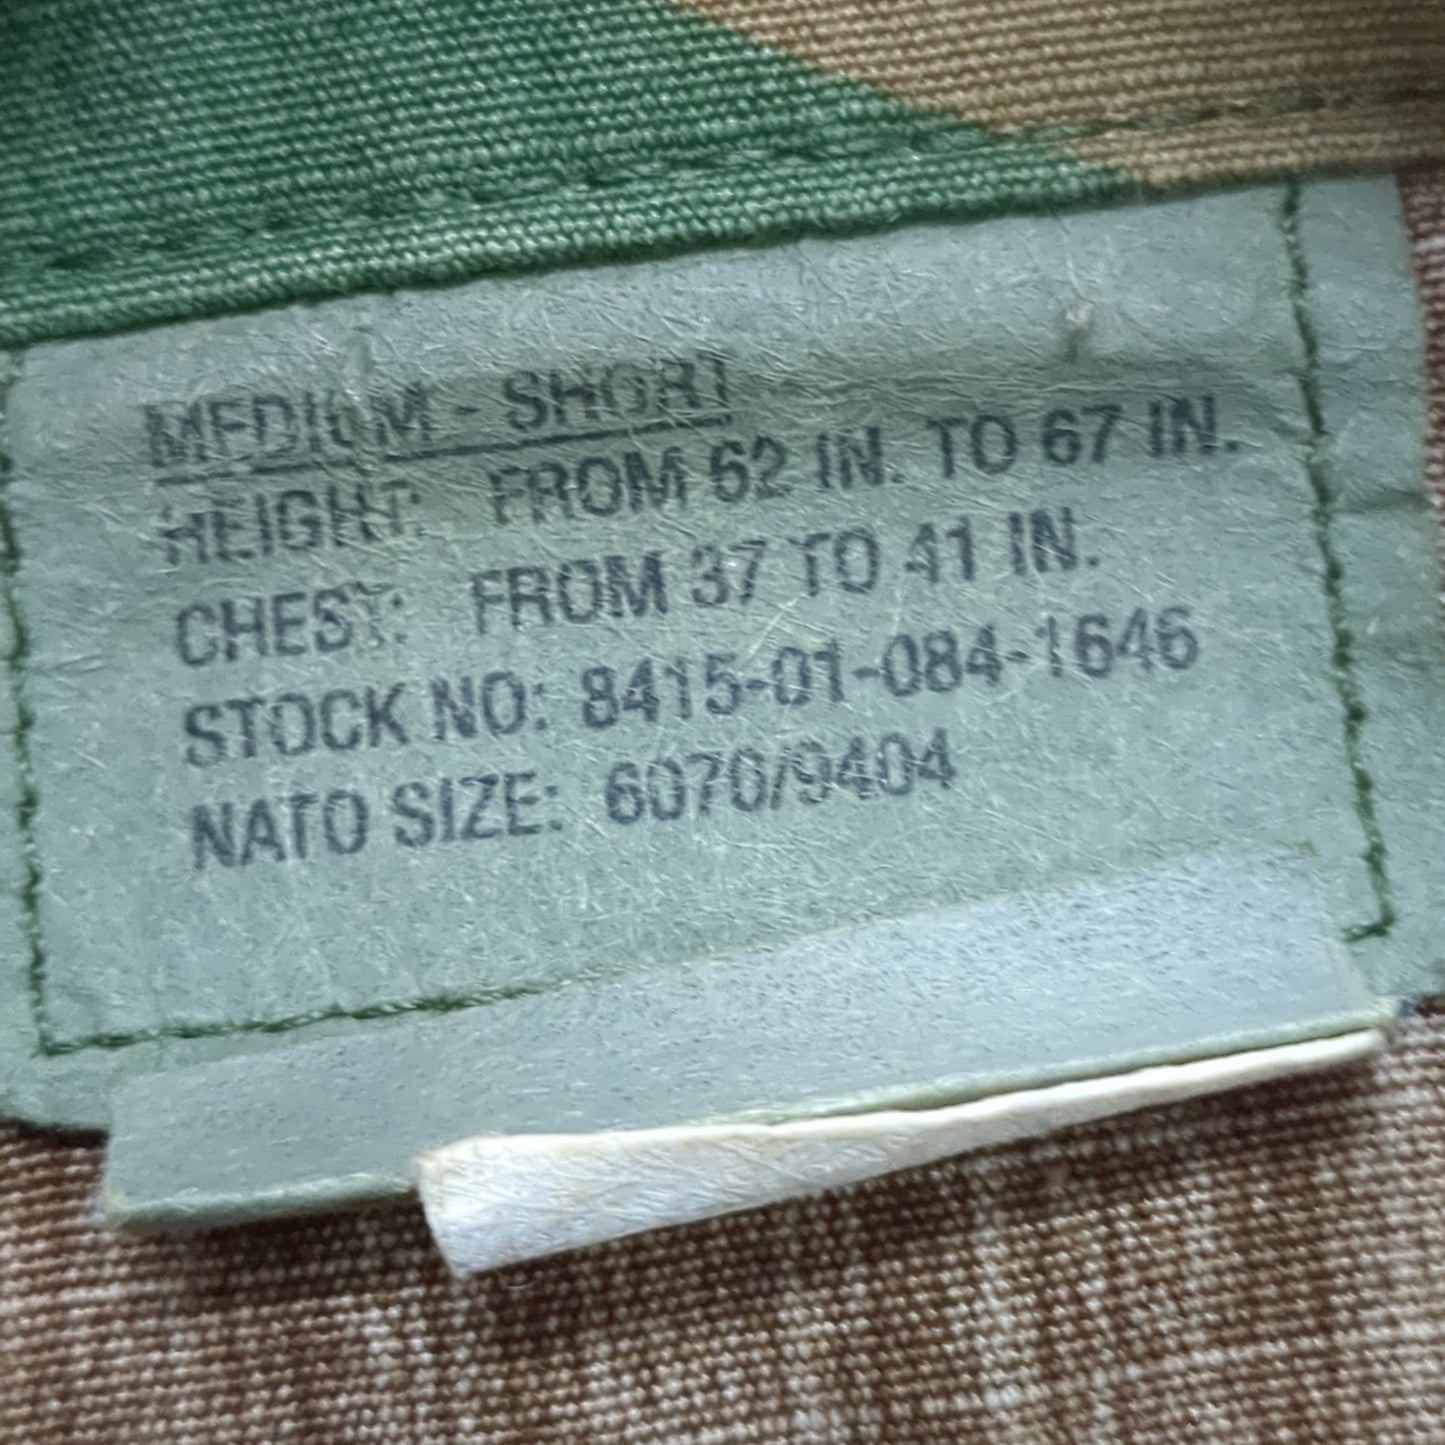 MEDIUM - SHORT
HEIGHT: FROM 62 IN. TO 67 IN.
CHEST: FROM 37 TO 41 IN.
STOCK NO: 8415-01-084-1646
NATO SIZE: 6070/9404